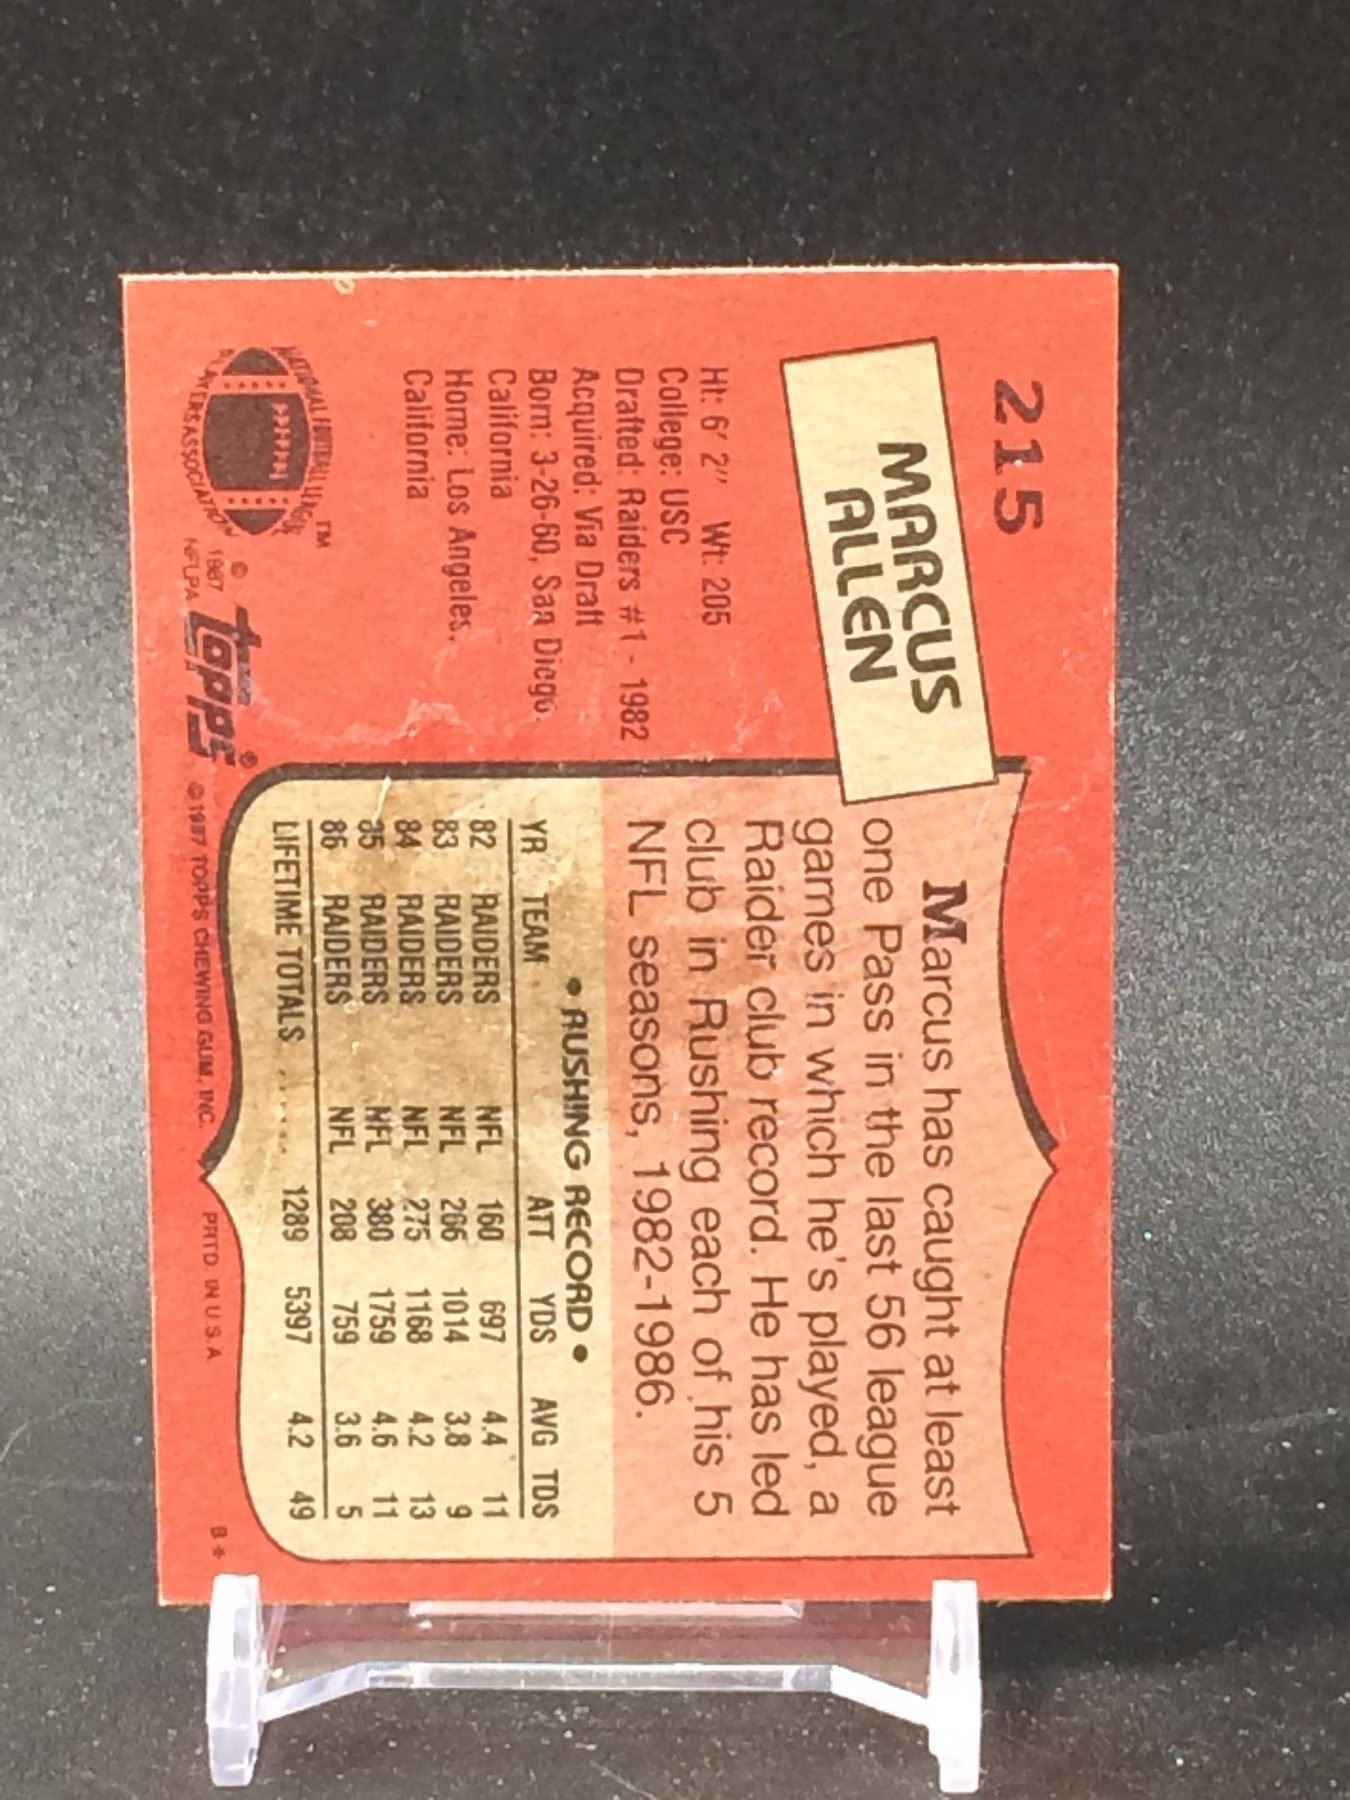 215
MARCUS
ALLEN
Ht: 6' 2" Wt: 205
College: USC
Drafted: Raiders #1 - 1982
Acquired: Via Draft
Born: 3-26-60, San Diego,
California
Home: Los Angeles,
California
NATIONAL FOOTBALL LEAGUE
PLAYERS ASSOCIATION
TM
©
1987
NFLPA
topps®
© 1987 TOPPS CHEWING GUM, INC.
PRTD. IN U.S.A.
B*
Marcus has caught at least
one Pass in the last 56 league
games in which he's played, a
Raider club record. He has led
club in Rushing each of his 5
NFL seasons, 1982-1986.
• RUSHING RECORD •
YR TEAM ATT YDS AVG TDS
82 RAIDERS NFL 160 697 4.4 11
83 RAIDERS NFL 266 1014 3.8 9
84 RAIDERS NFL 275 1168 4.2 13
85 RAIDERS NFL 380 1759 4.6 11
86 RAIDERS NFL 208 759 3.6 5
LIFETIME TOTALS ..... 1289 5397 4.2 49